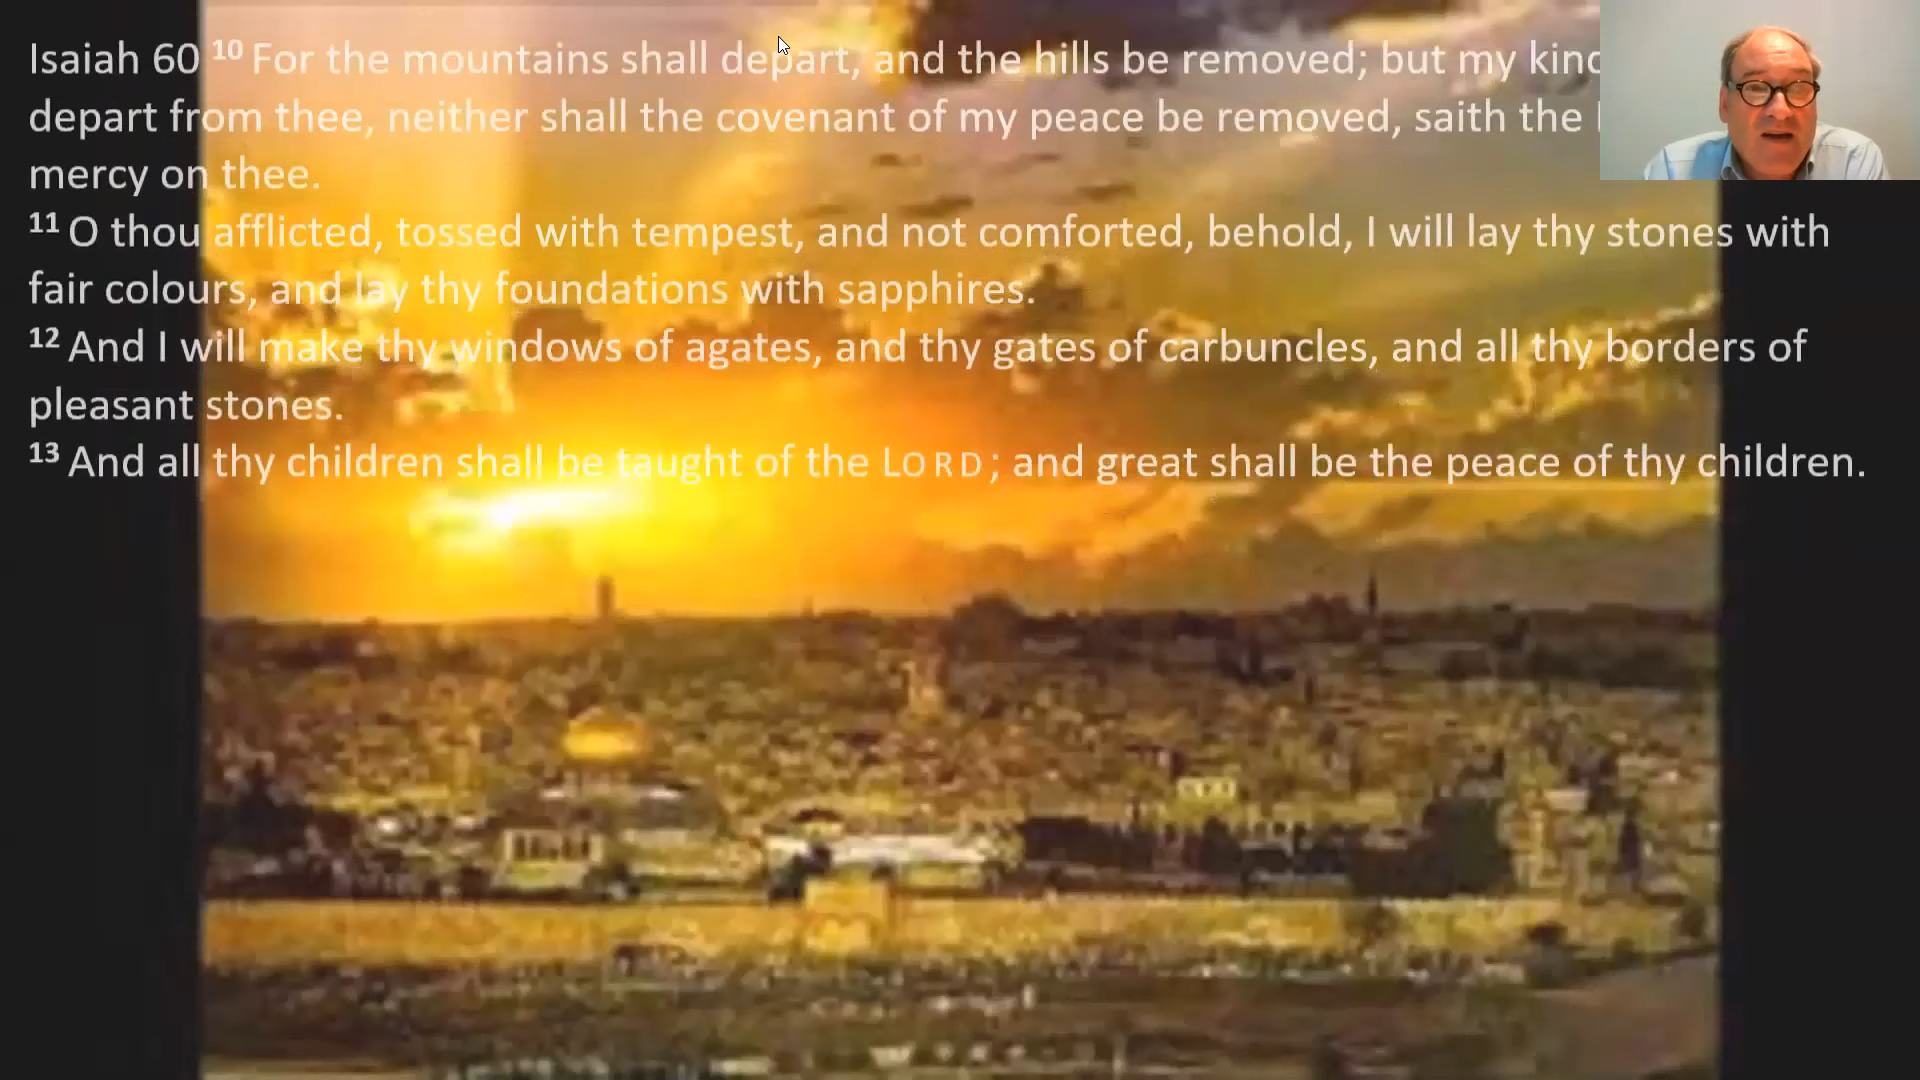 Isaiah 60 10 For the mountains shall depart, and the hills be removed; but my
depart from thee, neither shall the covenant of my peace be removed, saith the
mercy on thee.
11 O thou afflicted, tossed with tempest, and not comforted, behold, I will lay thy stones with
fair colours, and lay thy foundations with sapphires.
12 And I will make thy windows of agates, and thy gates of carbuncles, and all thy borders of
pleasant stones.
13 And all thy children shall be taught of the LORD; and great shall be the peace of thy children.